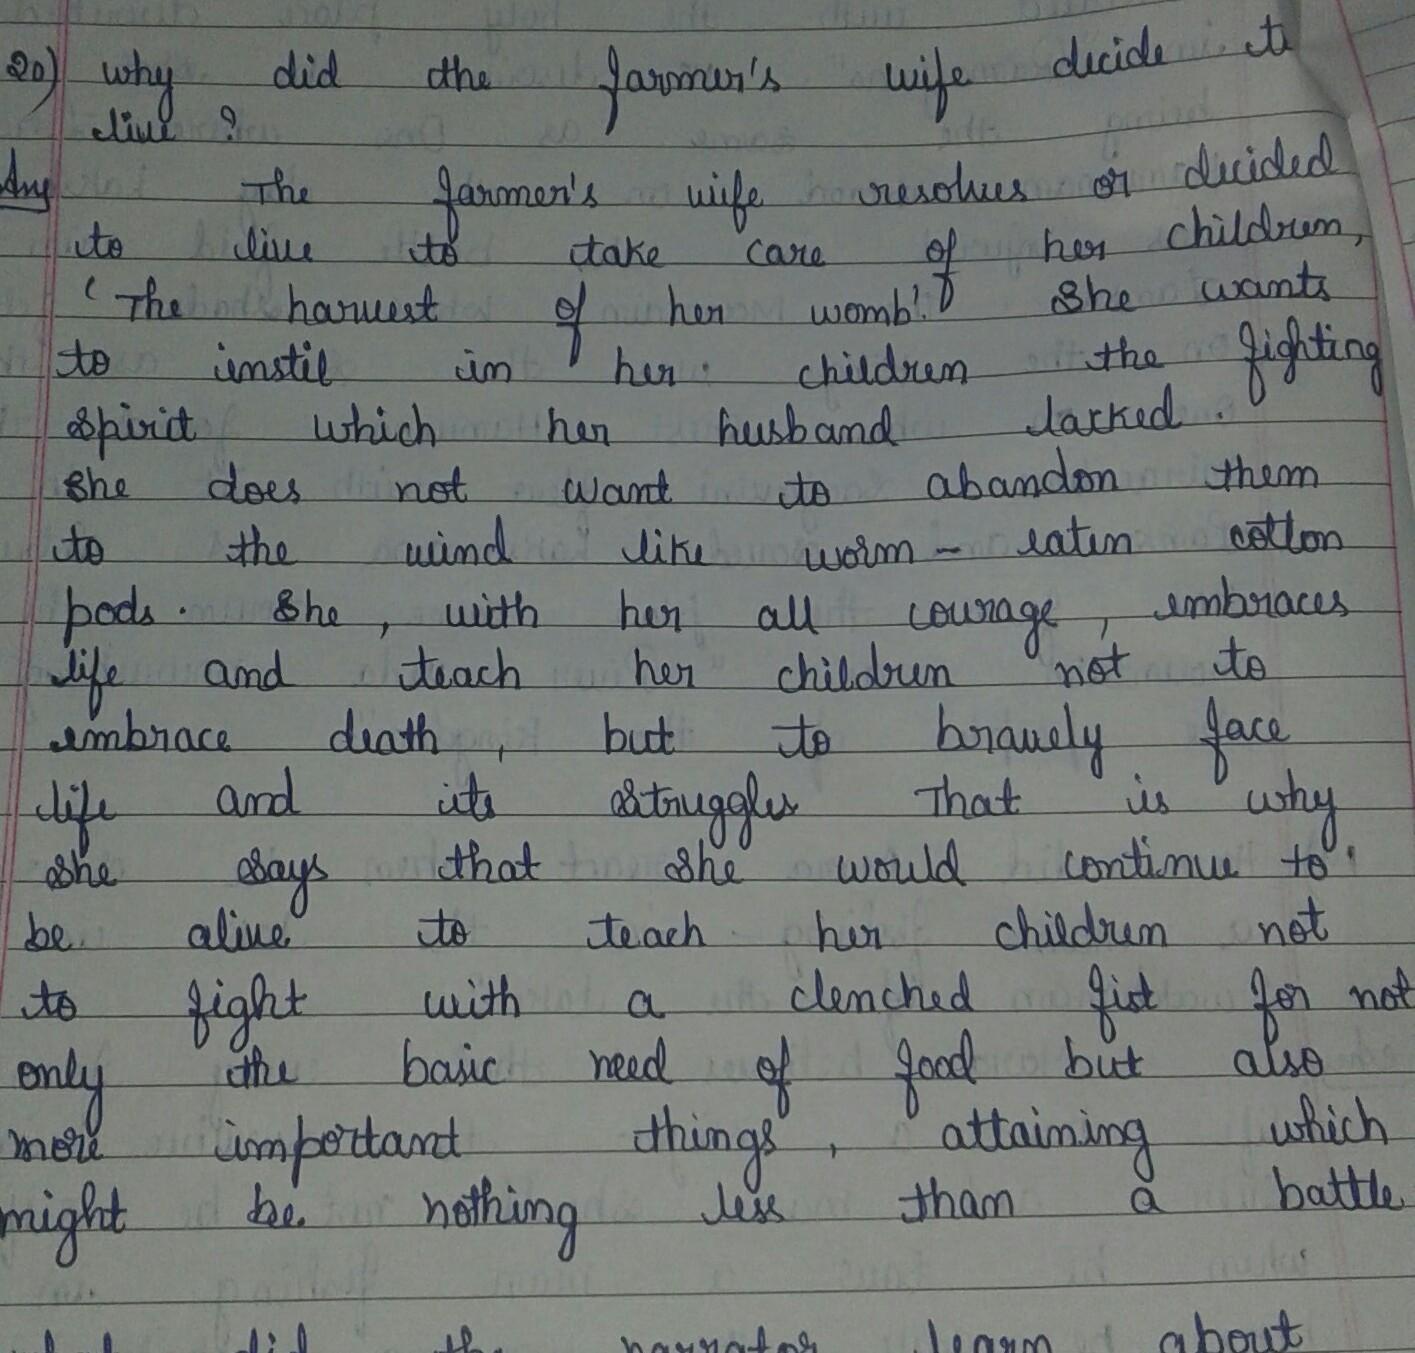 20) why did the farmer's wife decide to
live ?
Ans The farmer's wife resolves or decided
to live to take care of her children,
'The harvest of her womb'. She wants
to instil in her children the fighting
spirit which her husband lacked.
She does not want to abandon them
to the wind like worm - eaten cotton
pods. She, with her all courage, embraces
life and teach her children not to
embrace death, but to bravely face
life and its struggles That is why
she says that she would continue to
be alive to teach her children not
to fight with a clenched fist for not
only the basic need of food but also
more important things, attaining which
might be nothing less than a battle
did the narrator learn about